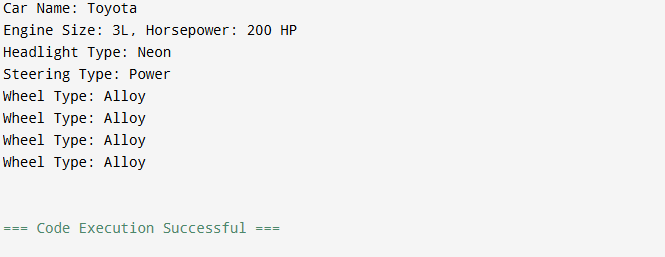 Car Name: Toyota
Engine Size: 3L, Horsepower: 200 HP
Headlight Type: Neon
Steering Type: Power
Wheel Type: Alloy
Wheel Type: Alloy
Wheel Type: Alloy
Wheel Type: Alloy
=== Code Execution Successful ===